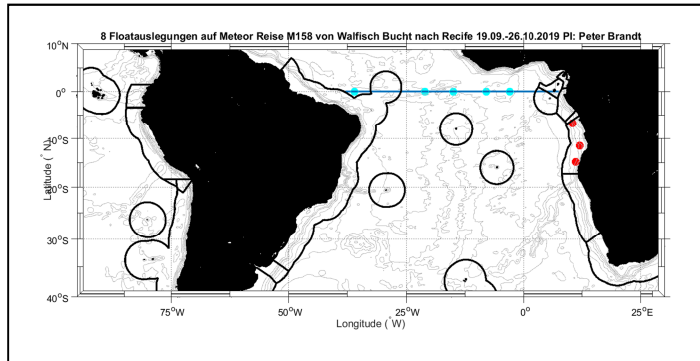 8 Floatauslegungen auf Meteor Reise M158 von Walfisch Bucht nach Recife 19.09.-26.10.2019 PI: Peter Brandt
10°N
0°
10°S
20°S
30°S
40°S
Latitude (° N)
75°W
50°W
25°W
0°
25°E
Longitude (° W)